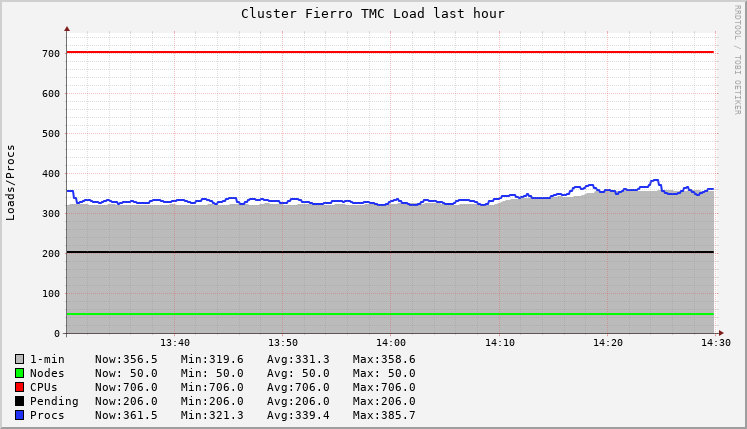 Cluster Fierro TMC Load last hour
RRDTOOL / TOBI OETIKER
Loads/Procs
700
600
500
400
300
200
100
0
13:40 13:50 14:00 14:10 14:20 14:30
1-min Now:356.5 Min:319.6 Avg:331.3 Max:358.6
Nodes Now: 50.0 Min: 50.0 Avg: 50.0 Max: 50.0
CPUs Now:706.0 Min:706.0 Avg:706.0 Max:706.0
Pending Now:206.0 Min:206.0 Avg:206.0 Max:206.0
Procs Now:361.5 Min:321.3 Avg:339.4 Max:385.7